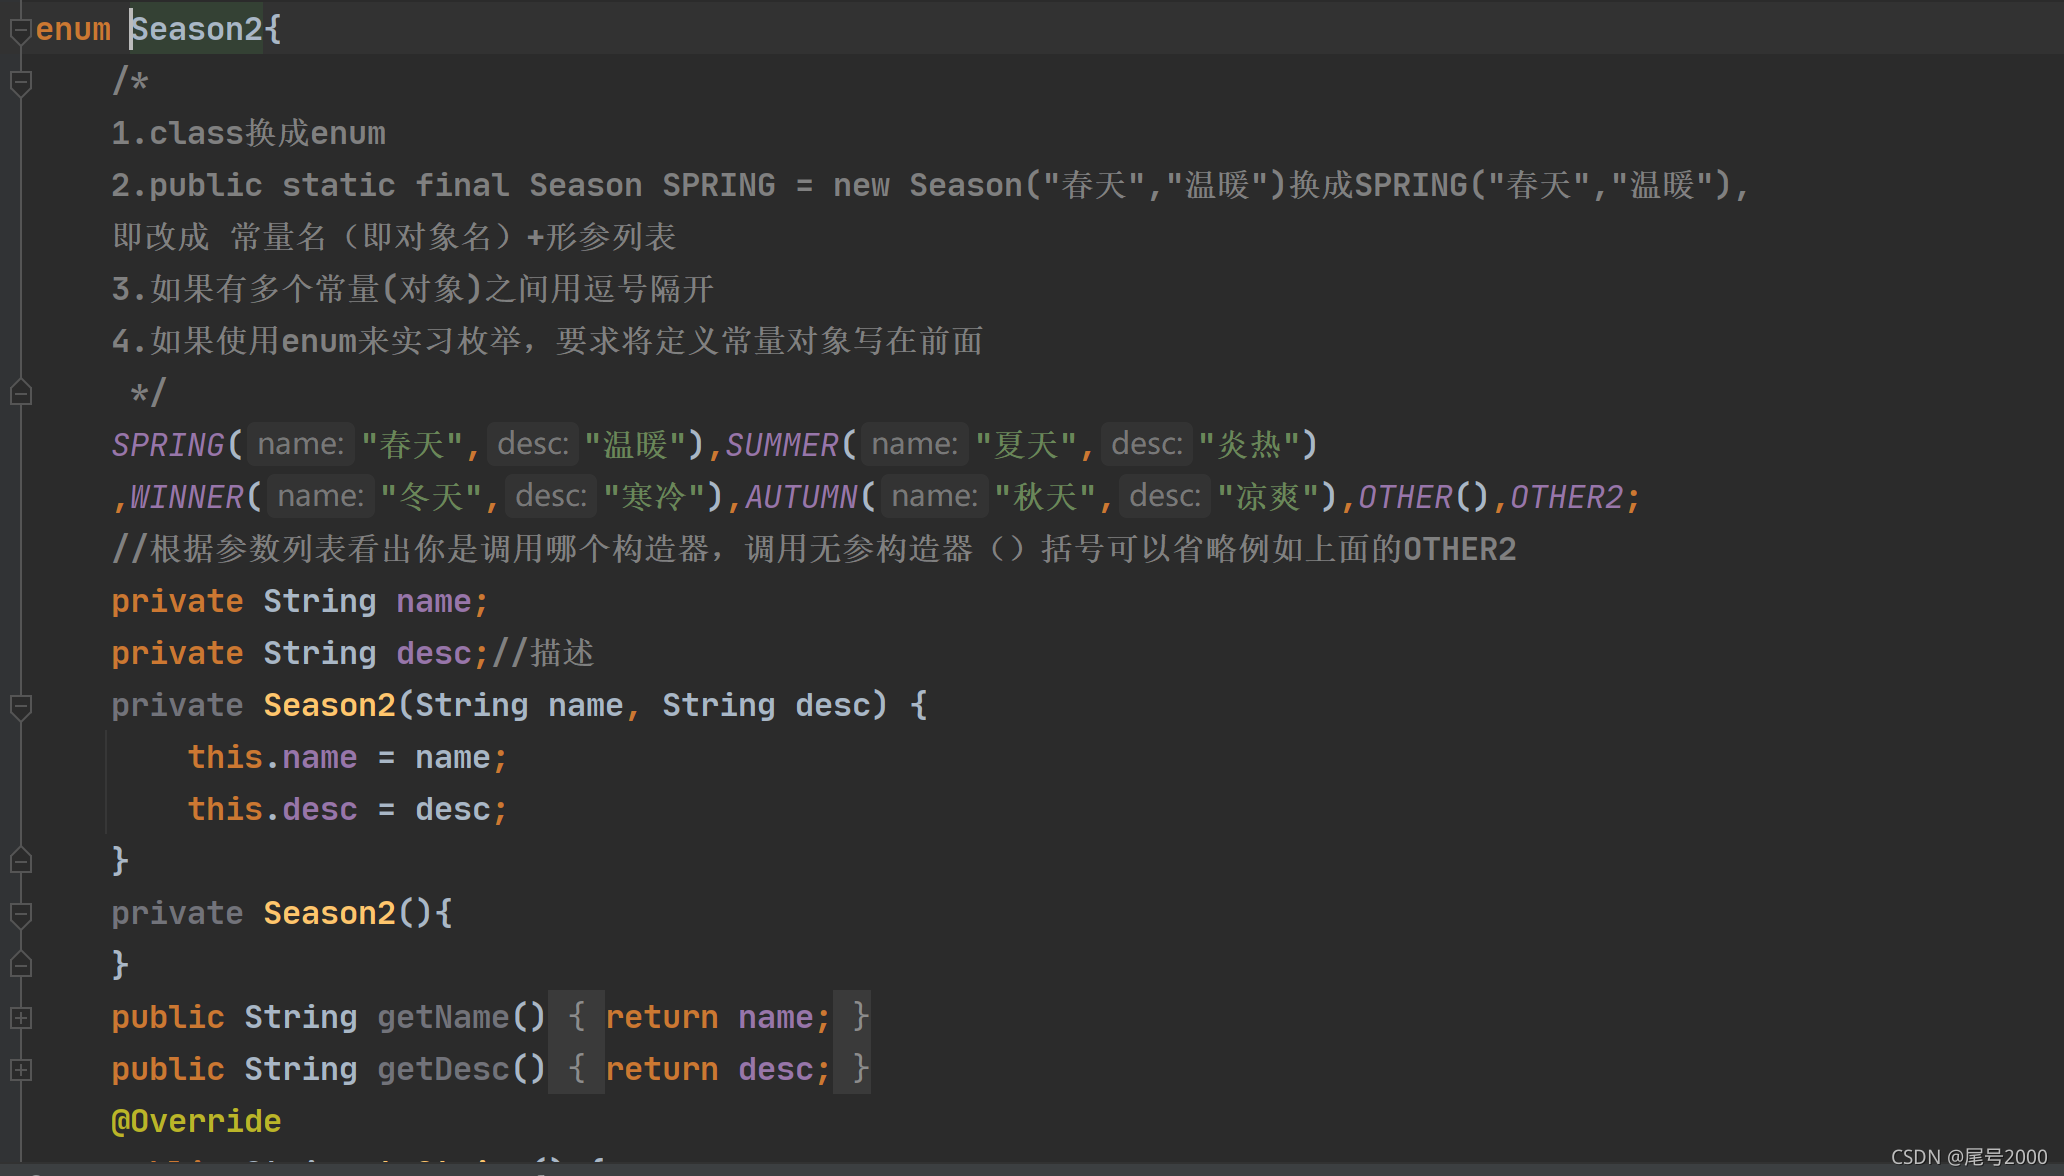 enum Season2{
/*
1.class换成enum
2.public static final Season SPRING = new Season("春天","温暖")换成SPRING("春天","温暖"),
即改成 常量名（即对象名）+形参列表
3.如果有多个常量(对象)之间用逗号隔开
4.如果使用enum来实习枚举，要求将定义常量对象写在前面
*/
SPRING( name: "春天", desc: "温暖"),SUMMER( name: "夏天", desc: "炎热")
,WINNER( name: "冬天", desc: "寒冷"),AUTUMN( name: "秋天", desc: "凉爽"),OTHER(),OTHER2;
//根据参数列表看出你是调用哪个构造器，调用无参构造器（）括号可以省略例如上面的OTHER2
private String name;
private String desc;//描述
private Season2(String name, String desc) {
this.name = name;
this.desc = desc;
}
private Season2(){
}
public String getName() { return name; }
public String getDesc() { return desc; }
@Override
CSDN @尾号2000